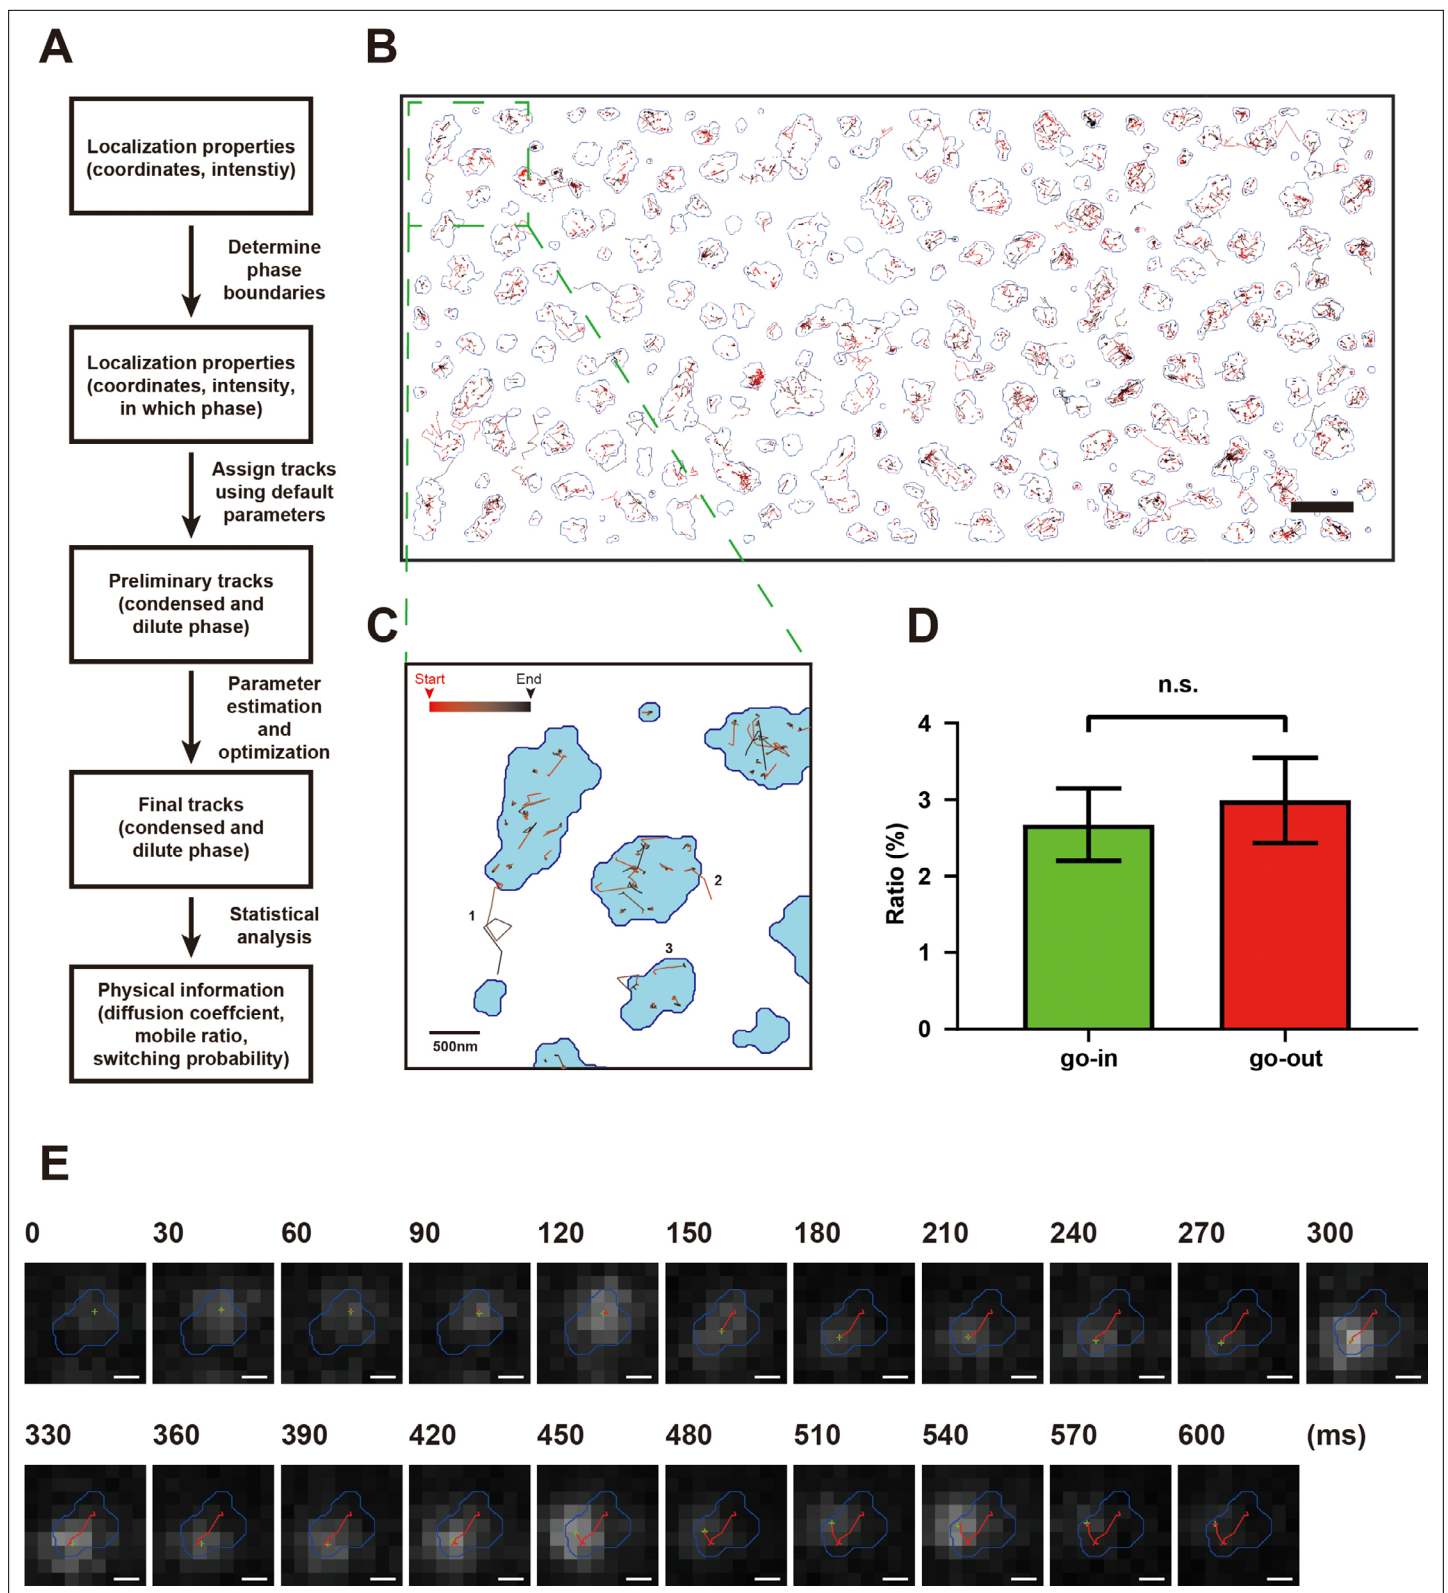 A
Localization properties
(coordinates, intenstiy)
Determine
phase
boundaries
Localization properties
(coordinates, intensity,
in which phase)
Assign tracks
using default
parameters
Preliminary tracks
(condensed and
dilute phase)
Parameter
estimation
and
optimization
Final tracks
(condensed and
dilute phase)
Statistical
analysis
Physical information
(diffusion coeffcient,
mobile ratio,
switching probability)
B
C
Start End
1
2
3
500nm
D
n.s.
Ratio (%)
4
3
2
1
0
go-in go-out
E
0 30 60 90 120 150 180 210 240 270 300
330 360 390 420 450 480 510 540 570 600 (ms)